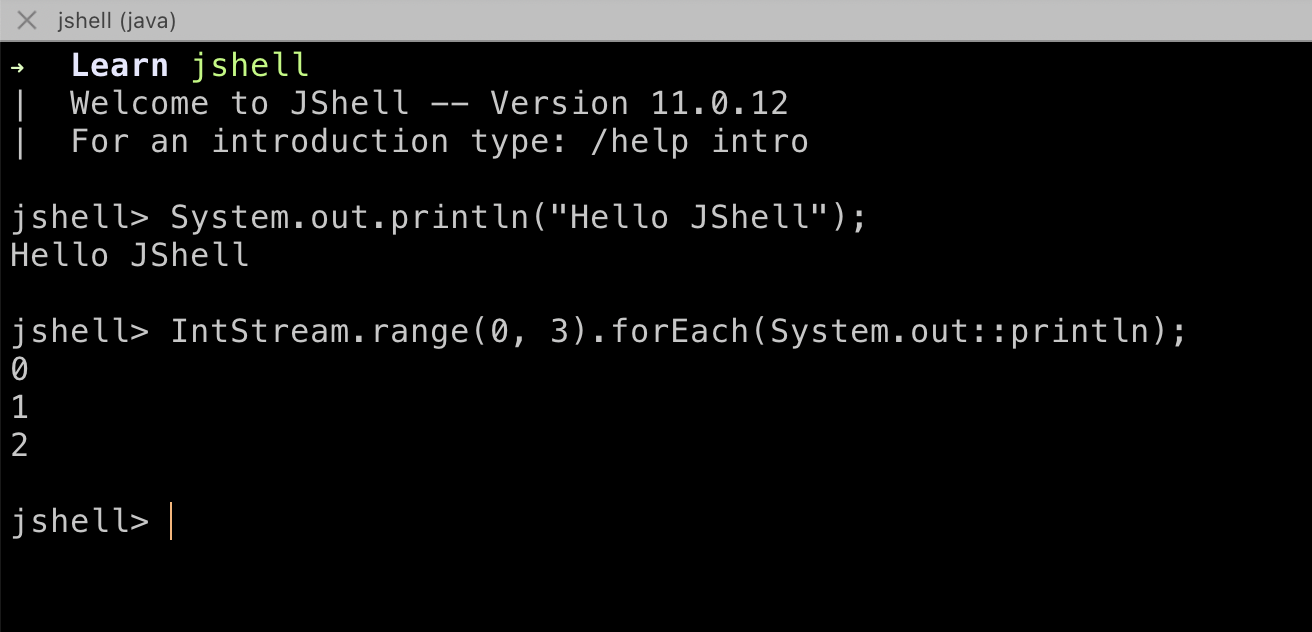 jshell (java)
→ Learn jshell
| Welcome to JShell -- Version 11.0.12
| For an introduction type: /help intro
jshell> System.out.println("Hello JShell");
Hello JShell
jshell> IntStream.range(0, 3).forEach(System.out::println);
0
1
2
jshell>